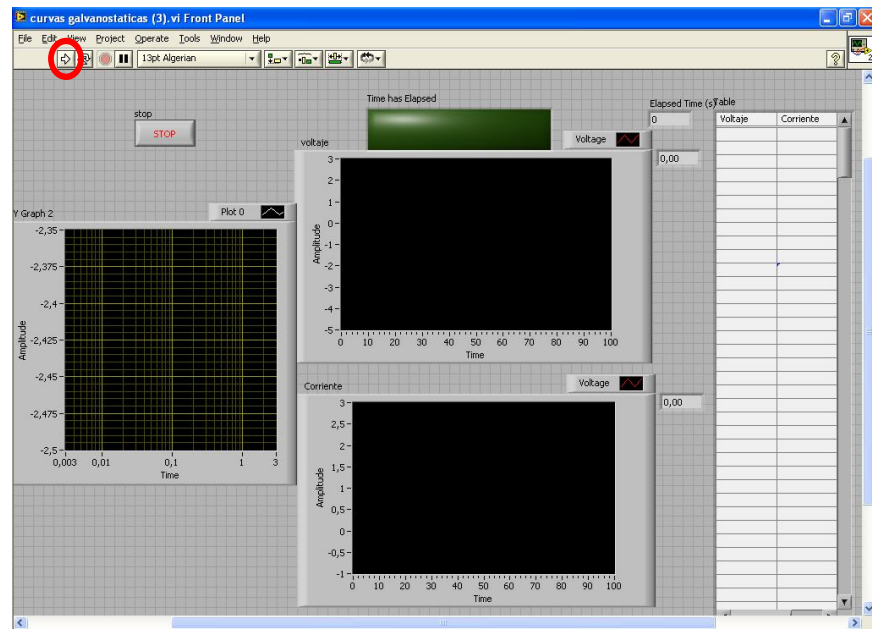 curvas galvanostaticas (3).vi Front Panel
File Edit View Project Operate Tools Window Help
13pt Algerian
2
stop
STOP
Time has Elapsed
Elapsed Time (s)
0
Table
Voltaje Corriente
voltaje
Voltage
0,00
3
2
1
0
-1
-2
-3
-4
-5
Amplitude
0 10 20 30 40 50 60 70 80 90 100
Time
Y Graph 2
Plot 0
-2,35
-2,375
-2,4
-2,425
-2,45
-2,475
-2,5
Amplitude
0,003 0,01 0,1 1 3
Time
Corriente
Voltage
0,00
3
2,5
2
1,5
1
0,5
0
-0,5
-1
Amplitude
0 10 20 30 40 50 60 70 80 90 100
Time